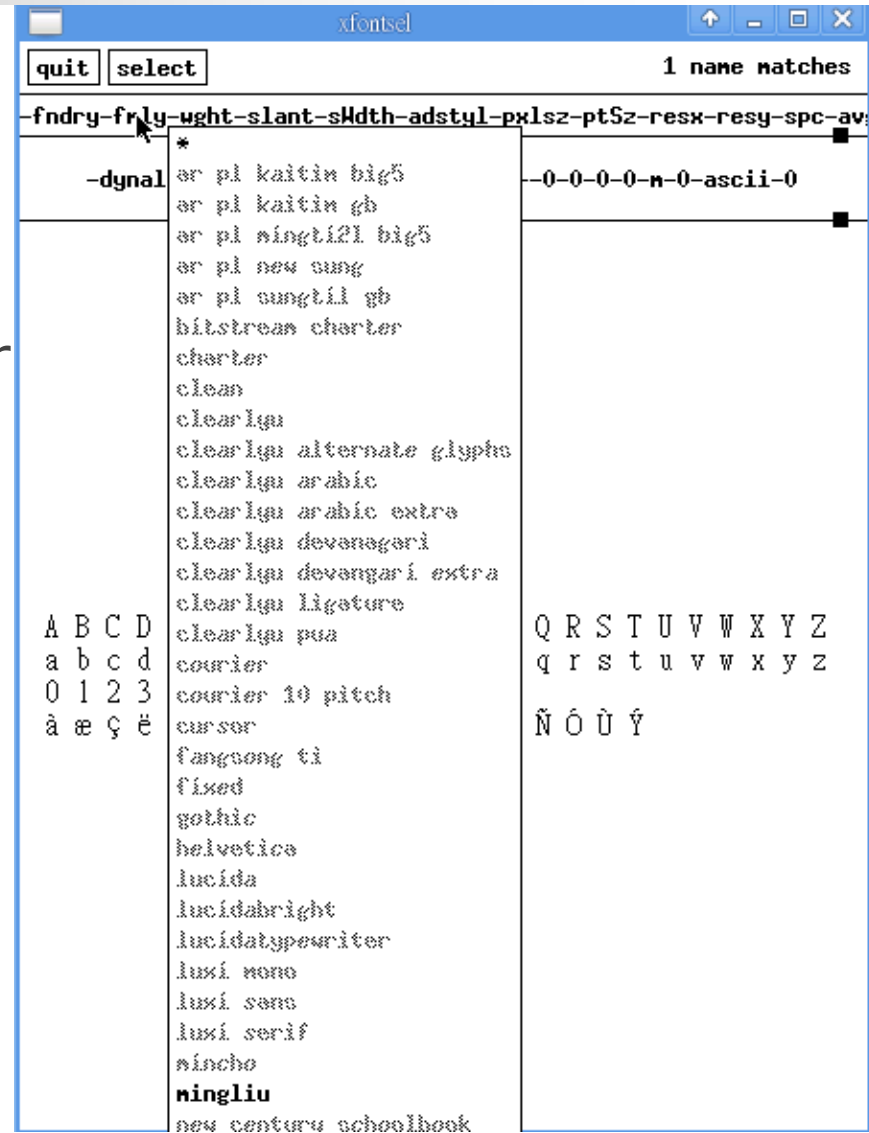 xfontsel
quit select 1 name matches
-fndry-fmly-wght-slant-sWdth-adstyl-pxlsz-ptSz-resx-resy-spc-av
-dynal --0-0-0-0-m-0-ascii-0
*
ar pl kaitim big5
ar pl kaitim gb
ar pl mingti2l big5
ar pl new sung
ar pl sungtil gb
bitstream charter
r
charter
clean
clearlyu
clearlyu alternate glyphs
clearlyu arabic
clearlyu arabic extra
clearlyu devanagari
clearlyu devangari extra
clearlyu ligature
clearlyu pua
courier
courier 10 pitch
cursor
fangsong ti
fixed
gothic
helvetica
lucida
lucidabright
lucidatypewriter
luxi mono
luxi sans
luxi serif
mincho
mingliu
new century schoolbook
A B C D Q R S T U V W X Y Z
a b c d q r s t u v w x y z
0 1 2 3
à æ ç ë Ñ Ó Ù Ý